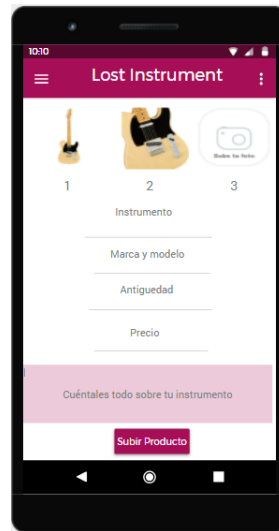 10:10
Lost Instrument
Sube tu foto
1 2 3
Instrumento
Marca y modelo
Antiguedad
Precio
Cuéntales todo sobre tu instrumento
Subir Producto